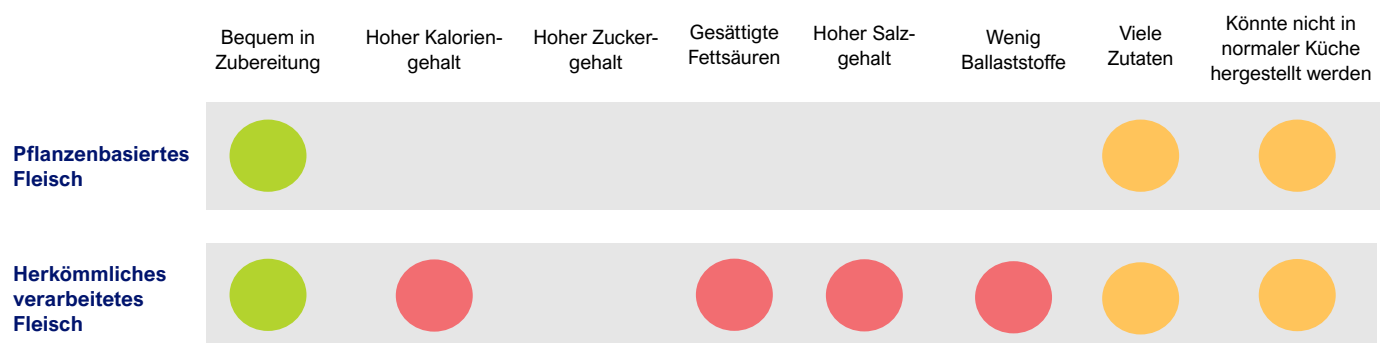 Bequem in
Zubereitung
Hoher Kalorien-
gehalt
Hoher Zucker-
gehalt
Gesättigte
Fettsäuren
Hoher Salz-
gehalt
Wenig
Ballaststoffe
Viele
Zutaten
Könnte nicht in
normaler Küche
hergestellt werden
Pflanzenbasiertes
Fleisch
Herkömmliches
verarbeitetes
Fleisch